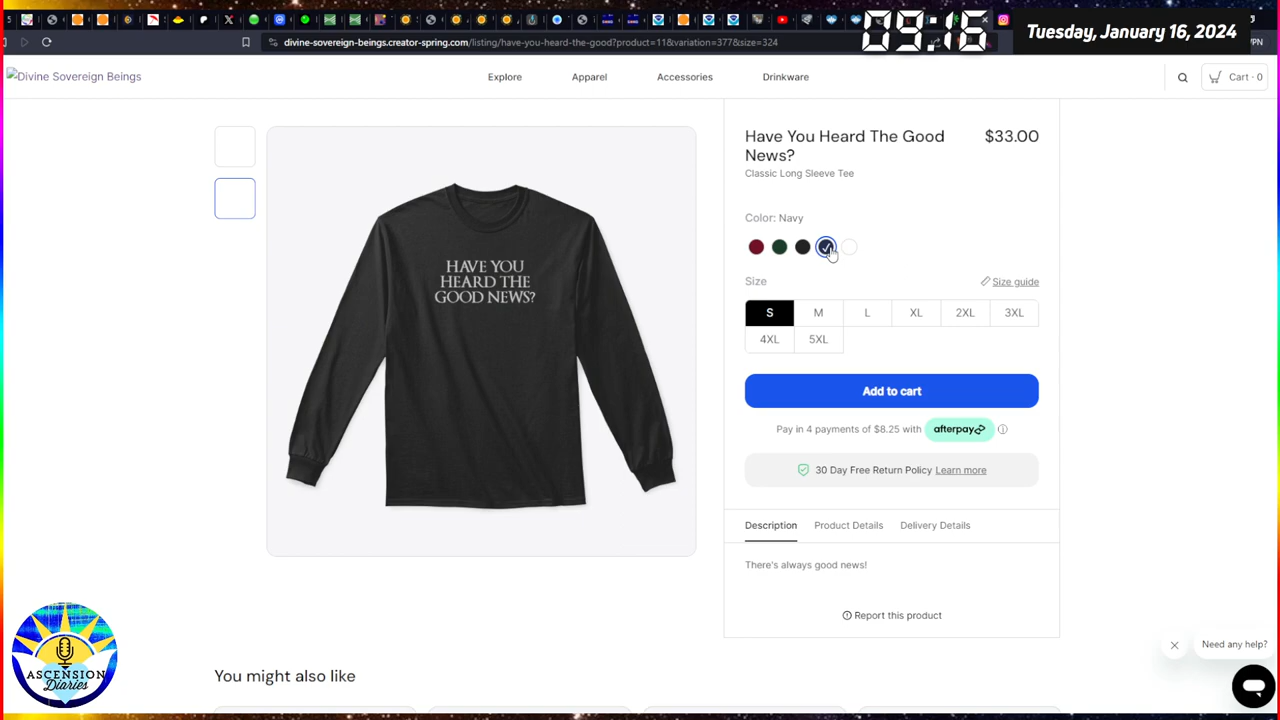 09:16
Tuesday, January 16, 2024
divine-sovereign-beings.creator-spring.com/listing/have-you-heard-the-good?product=11&variation=377&size=324
VPN
Divine Sovereign Beings
Explore
Apparel
Accessories
Drinkware
Cart · 0
HAVE YOU
HEARD THE
GOOD NEWS?
Have You Heard The Good
News?
$33.00
Classic Long Sleeve Tee
Color: Navy
Size
Size guide
S
M
L
XL
2XL
3XL
4XL
5XL
Add to cart
Pay in 4 payments of $8.25 with
afterpay
30 Day Free Return Policy Learn more
Description
Product Details
Delivery Details
There's always good news!
Report this product
You might also like
Need any help?
ASCENSION
Diaries